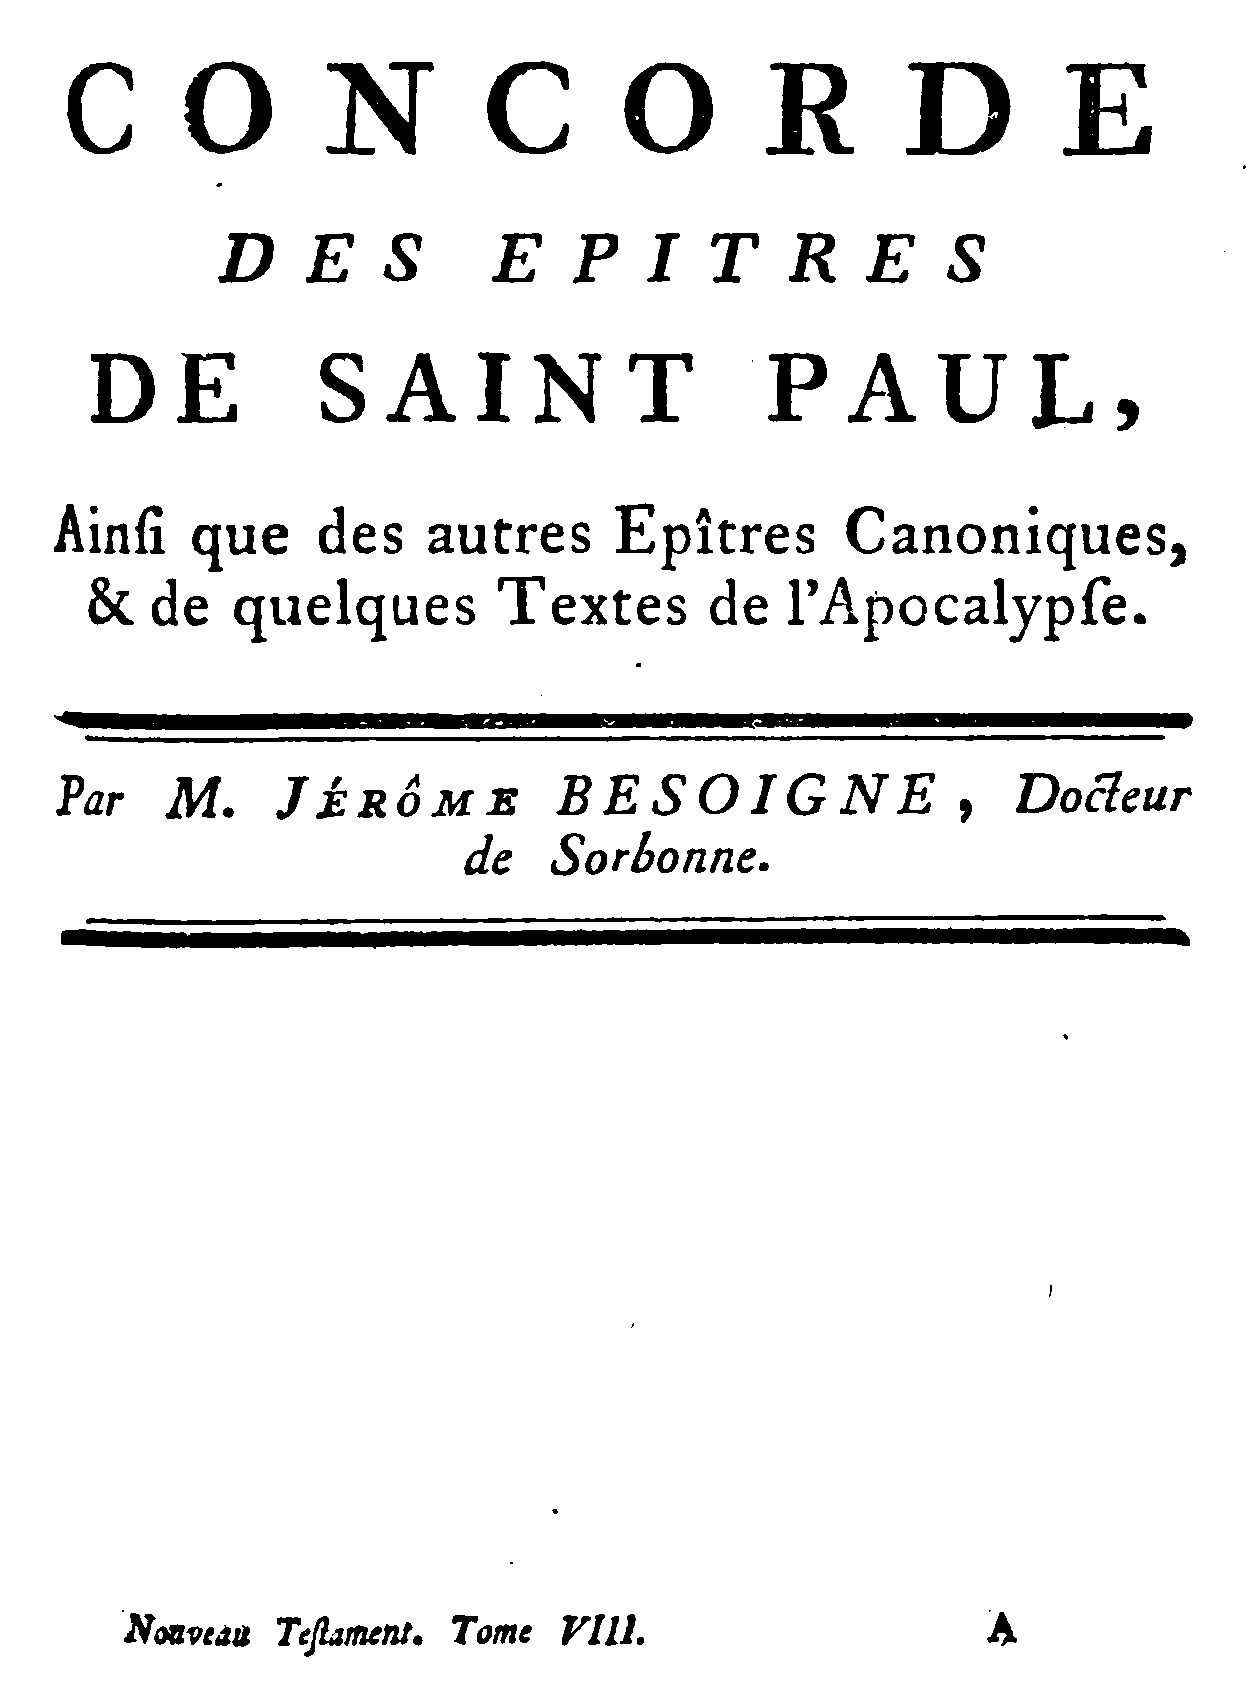 CONCORDE
DES EPITRES
DE SAINT PAUL,
Ainſi que des autres Epîtres Canoniques,
& de quelques Textes de l'Apocalypſe.
Par M. JÉRÔME BESOIGNE, Docteur
de Sorbonne.
Nouveau Teſtament. Tome VIII. A